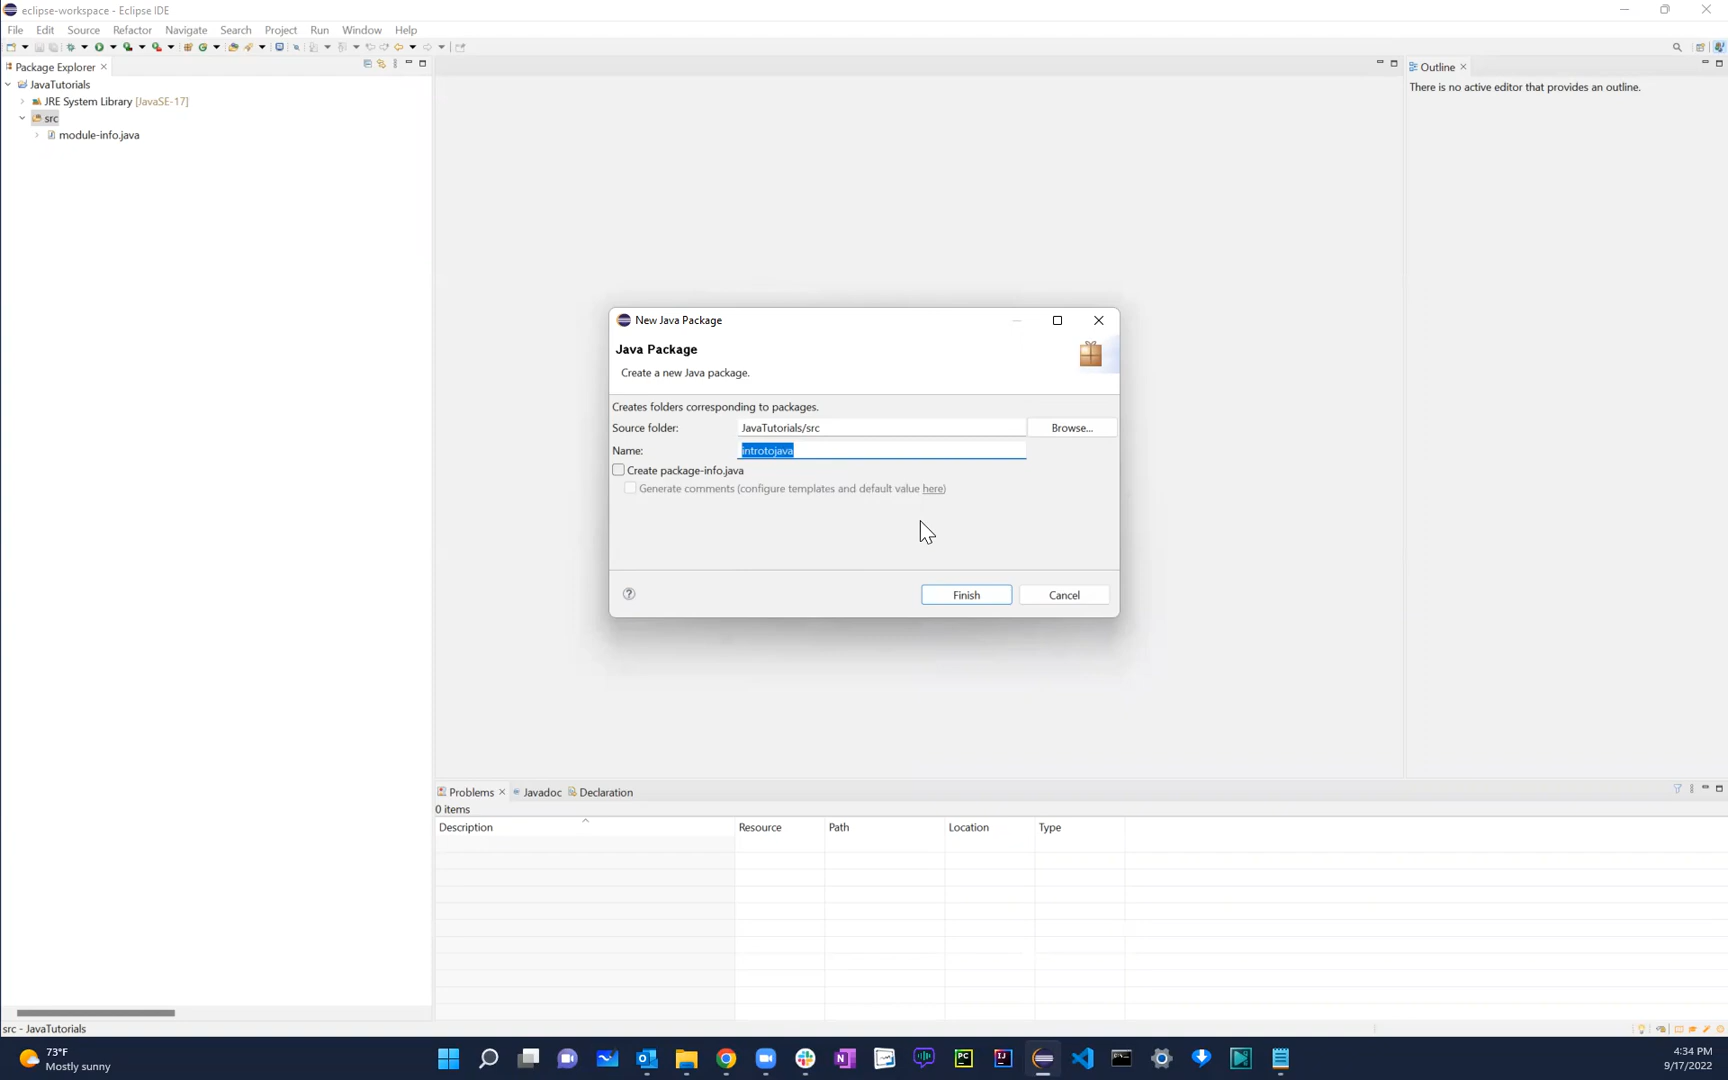 eclipse-workspace - Eclipse IDE
File Edit Source Refactor Navigate Search Project Run Window Help
Package Explorer
JavaTutorials
JRE System Library [JavaSE-17]
src
module-info.java
Outline
There is no active editor that provides an outline.
New Java Package
Java Package
Create a new Java package.
Creates folders corresponding to packages.
Source folder: JavaTutorials/src Browse...
Name: introtojava
Create package-info.java
Generate comments (configure templates and default value here)
? Finish Cancel
Problems Javadoc Declaration
0 items
Description Resource Path Location Type
src - JavaTutorials
73°F
Mostly sunny
PC
IJ
4:34 PM
9/17/2022